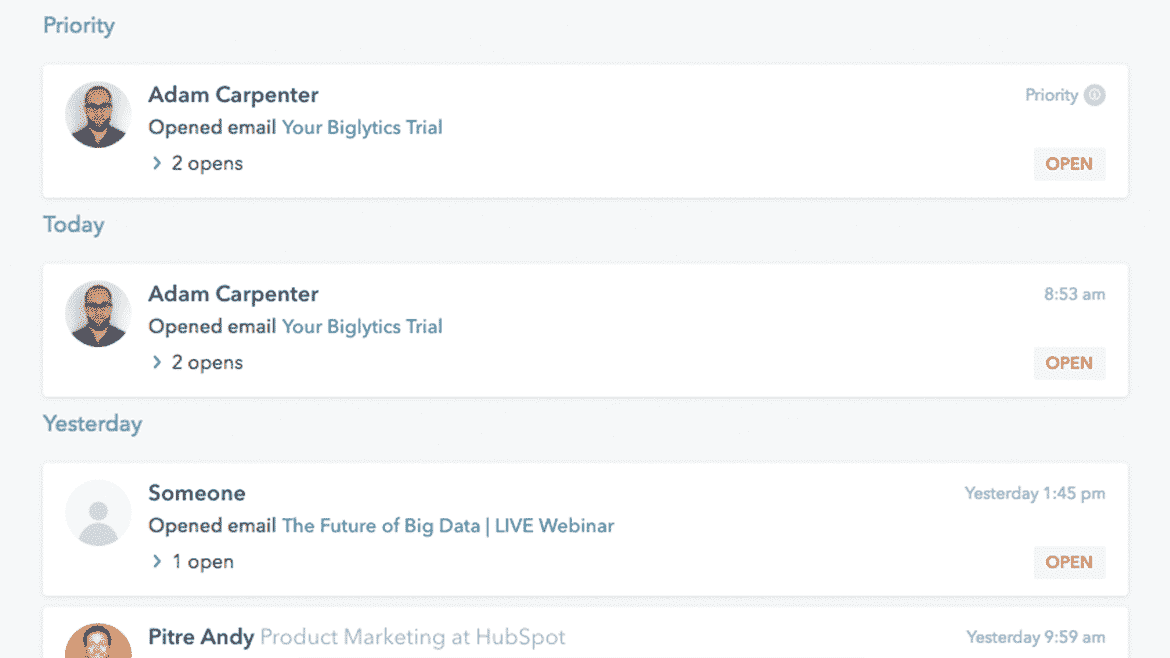 Priority
Adam Carpenter
Priority
Opened email Your Biglytics Trial
2 opens
OPEN
Today
Adam Carpenter
8:53 am
Opened email Your Biglytics Trial
2 opens
OPEN
Yesterday
Someone
Yesterday 1:45 pm
Opened email The Future of Big Data | LIVE Webinar
1 open
OPEN
Pitre Andy Product Marketing at HubSpot
Yesterday 9:59 am